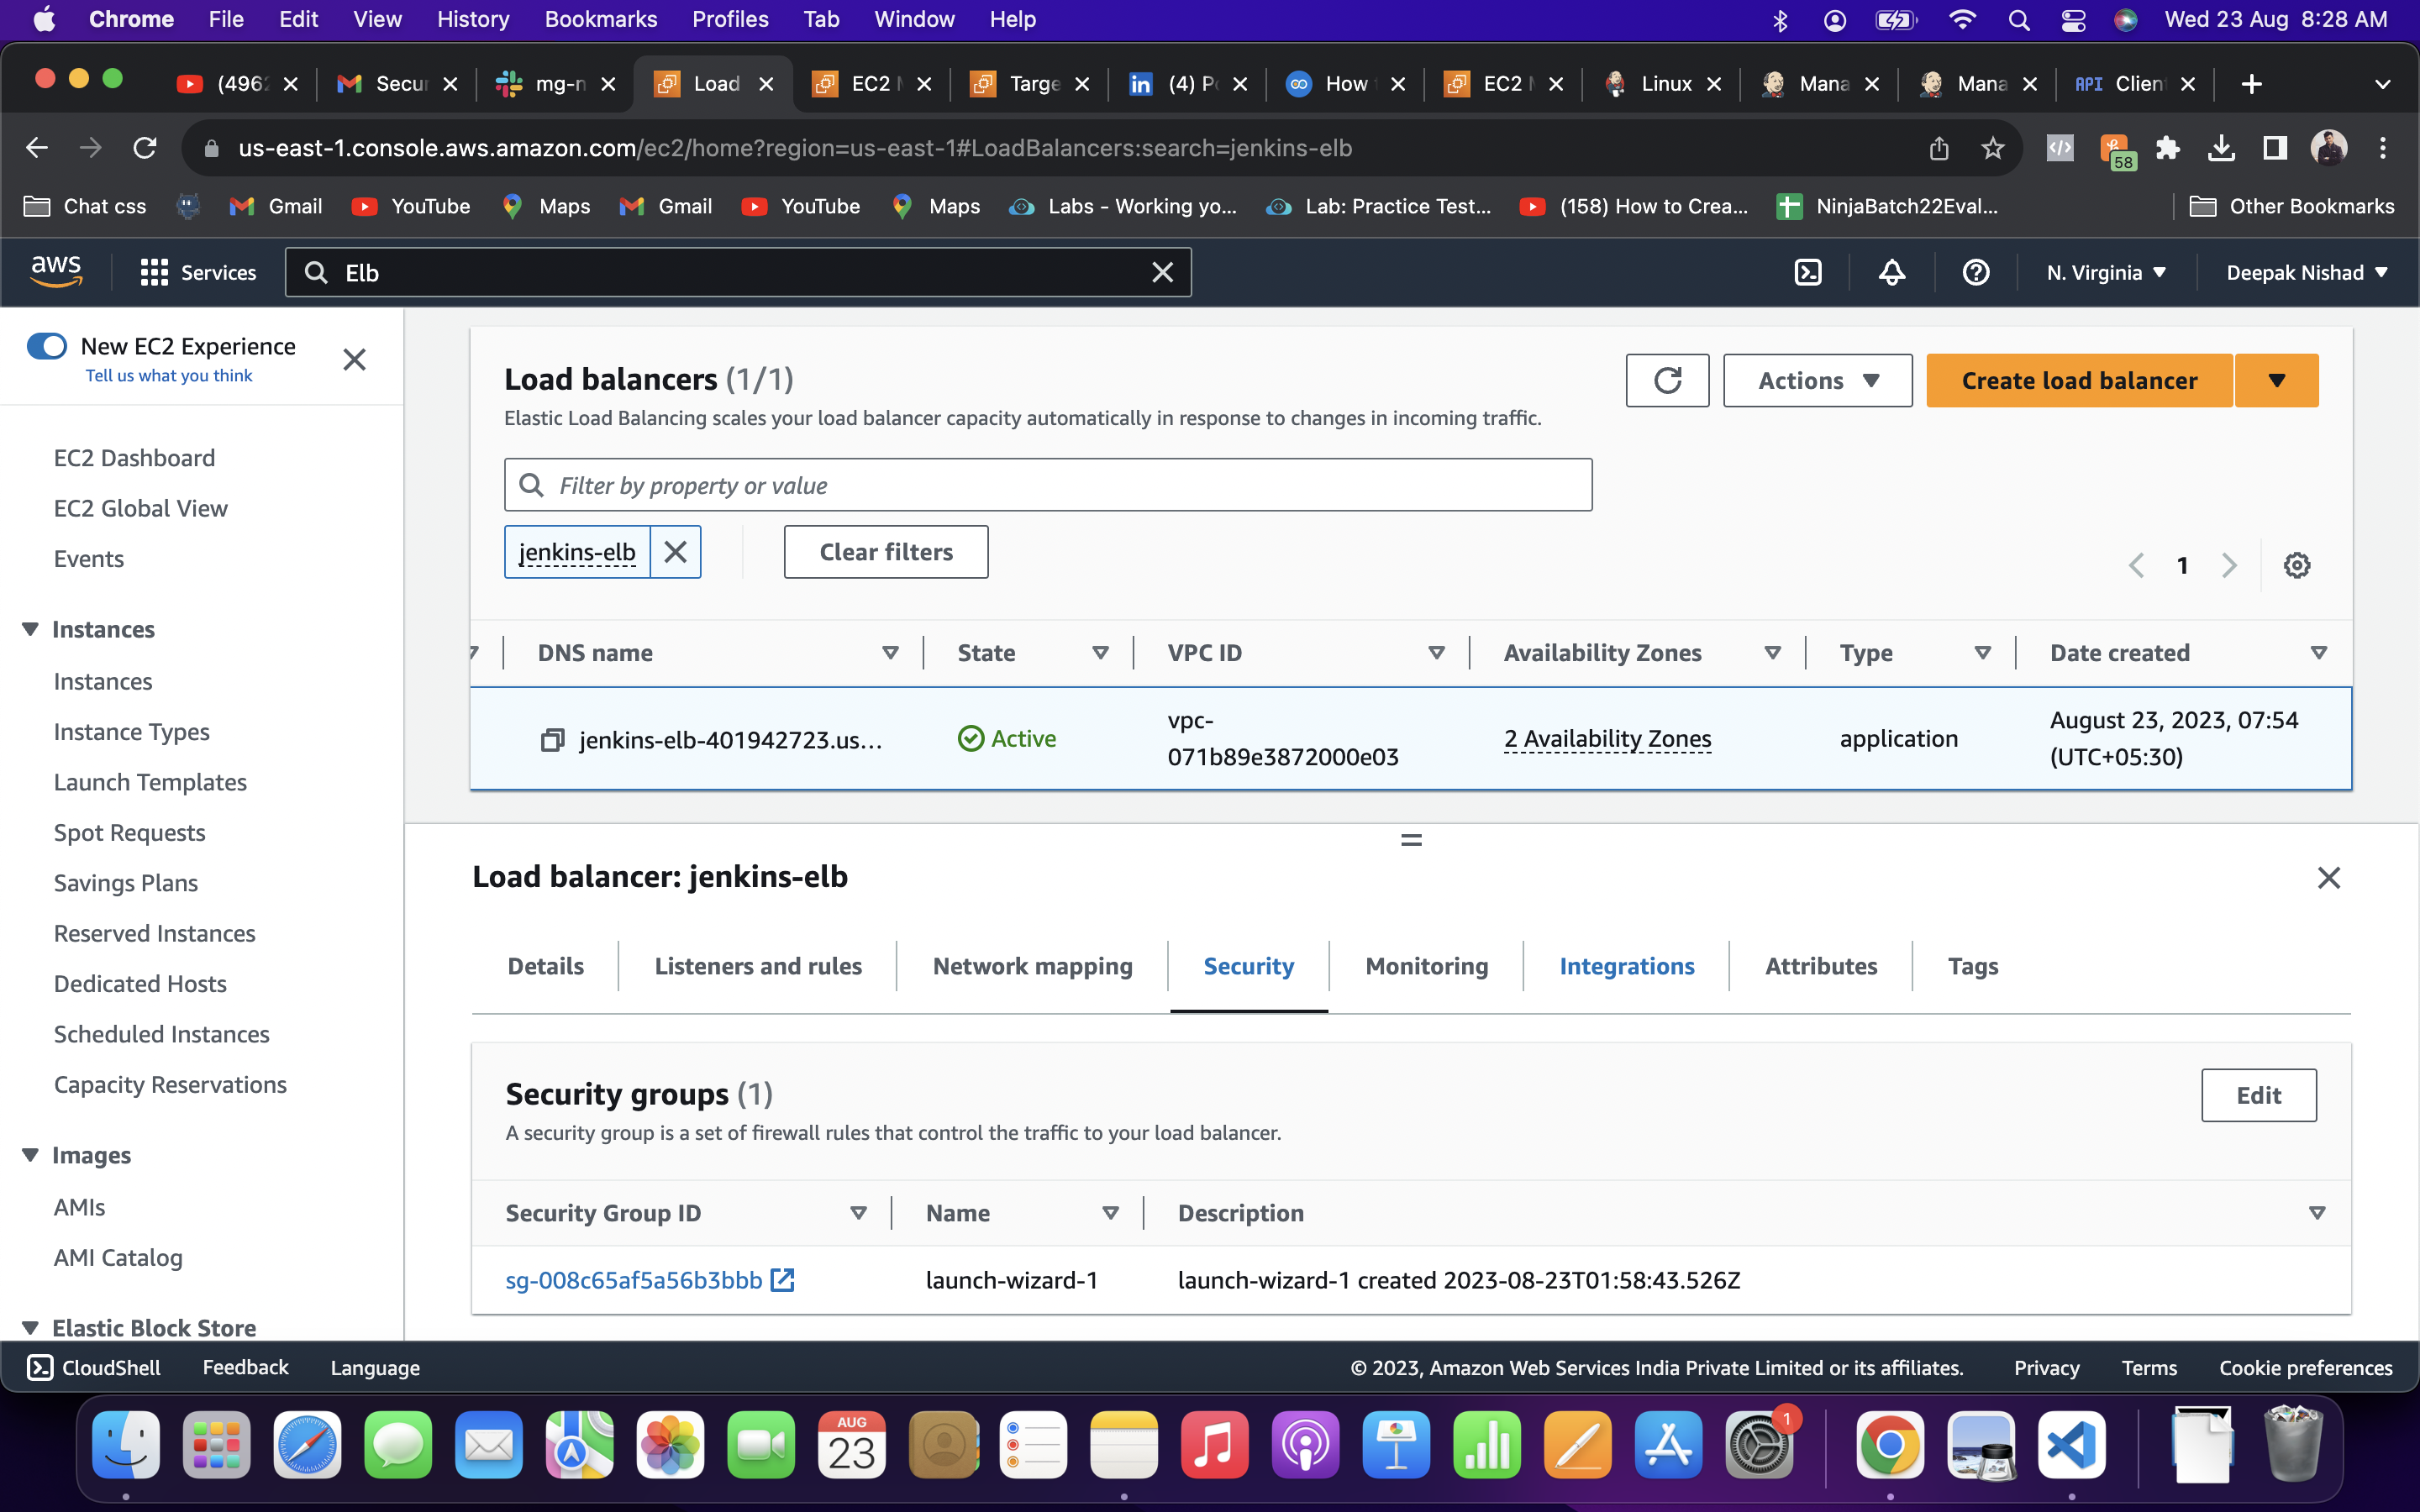 Chrome File Edit View History Bookmarks Profiles Tab Window Help Wed 23 Aug 8:28 AM
(496 Secu mg-n Load EC2 Targe in (4) P How EC2 Linux Mana Mana API Clien
us-east-1.console.aws.amazon.com/ec2/home?region=us-east-1#LoadBalancers:search=jenkins-elb 58
Chat css Gmail YouTube Maps Gmail YouTube Maps Labs - Working yo... Lab: Practice Test... (158) How to Crea... NinjaBatch22Eval... Other Bookmarks
aws Services Elb N. Virginia Deepak Nishad
New EC2 Experience
Tell us what you think
EC2 Dashboard
EC2 Global View
Events
Instances
Instances
Instance Types
Launch Templates
Spot Requests
Savings Plans
Reserved Instances
Dedicated Hosts
Scheduled Instances
Capacity Reservations
Images
AMIs
AMI Catalog
Elastic Block Store
Load balancers (1/1)
Actions Create load balancer
Elastic Load Balancing scales your load balancer capacity automatically in response to changes in incoming traffic.
Filter by property or value
jenkins-elb Clear filters
1
DNS name State VPC ID Availability Zones Type Date created
jenkins-elb-401942723.us... Active vpc-071b89e3872000e03 2 Availability Zones application August 23, 2023, 07:54 (UTC+05:30)
Load balancer: jenkins-elb
Details Listeners and rules Network mapping Security Monitoring Integrations Attributes Tags
Security groups (1)
Edit
A security group is a set of firewall rules that control the traffic to your load balancer.
Security Group ID Name Description
sg-008c65af5a56b3bbb launch-wizard-1 launch-wizard-1 created 2023-08-23T01:58:43.526Z
CloudShell Feedback Language © 2023, Amazon Web Services India Private Limited or its affiliates. Privacy Terms Cookie preferences
AUG
23
1